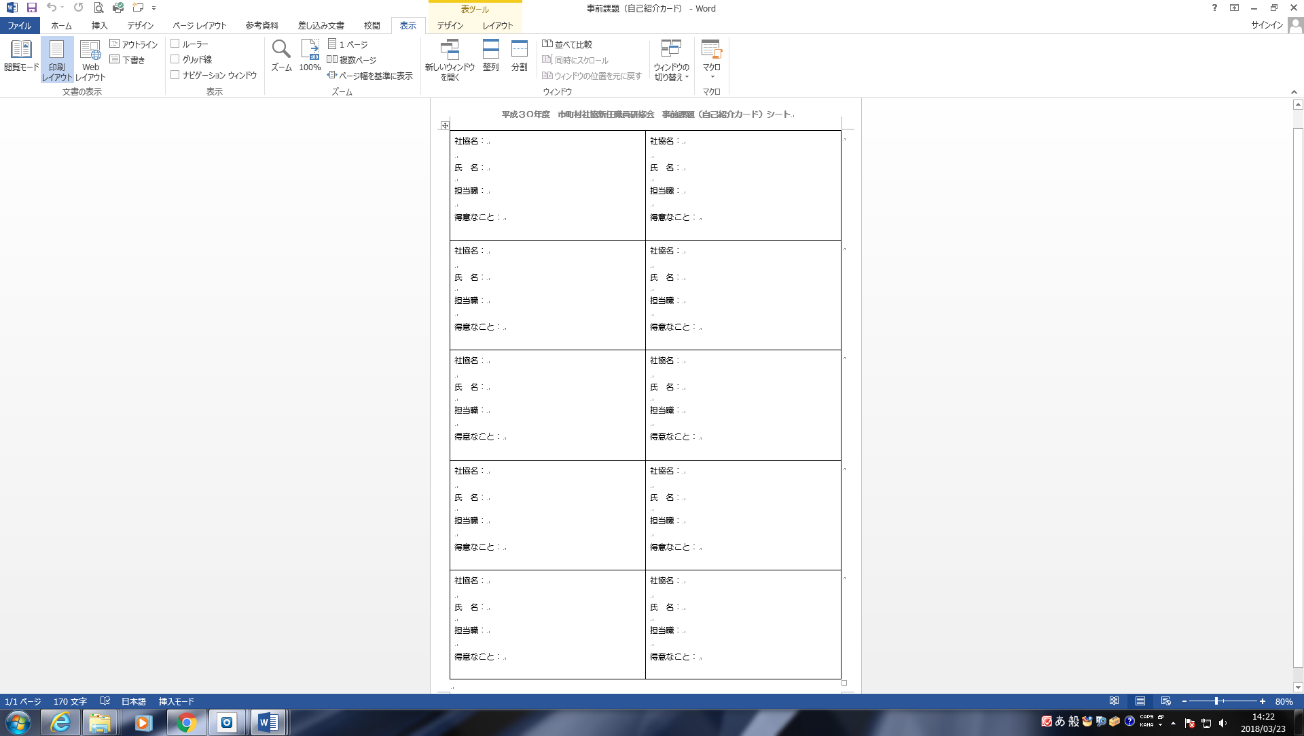 事前課題（自己紹介カード） - Word
表ツール
ファイル ホーム 挿入 デザイン ページ レイアウト 参考資料 差し込み文書 校閲 表示 デザイン レイアウト サインイン
閲覧モード
印刷
レイアウト
Web
レイアウト
アウトライン
下書き
文書の表示
ルーラー
グリッド線
ナビゲーション ウィンドウ
表示
ズーム
100%
1 ページ
複数ページ
ページ幅を基準に表示
ズーム
新しいウィンドウ
を開く
整列
分割
並べて比較
同時にスクロール
ウィンドウの位置を元に戻す
ウィンドウの
切り替え
ウィンドウ
マクロ
マクロ
平成３０年度　市町村社協新任職員研修会　事前課題（自己紹介カード）シート
社協名： 社協名：
氏　名： 氏　名：
担当職： 担当職：
得意なこと： 得意なこと：
社協名： 社協名：
氏　名： 氏　名：
担当職： 担当職：
得意なこと： 得意なこと：
社協名： 社協名：
氏　名： 氏　名：
担当職： 担当職：
得意なこと： 得意なこと：
社協名： 社協名：
氏　名： 氏　名：
担当職： 担当職：
得意なこと： 得意なこと：
社協名： 社協名：
氏　名： 氏　名：
担当職： 担当職：
得意なこと： 得意なこと：
1/1 ページ 170 文字 日本語 挿入モード 80%
あ 般 CAPS
KANA
14:22
2018/03/23